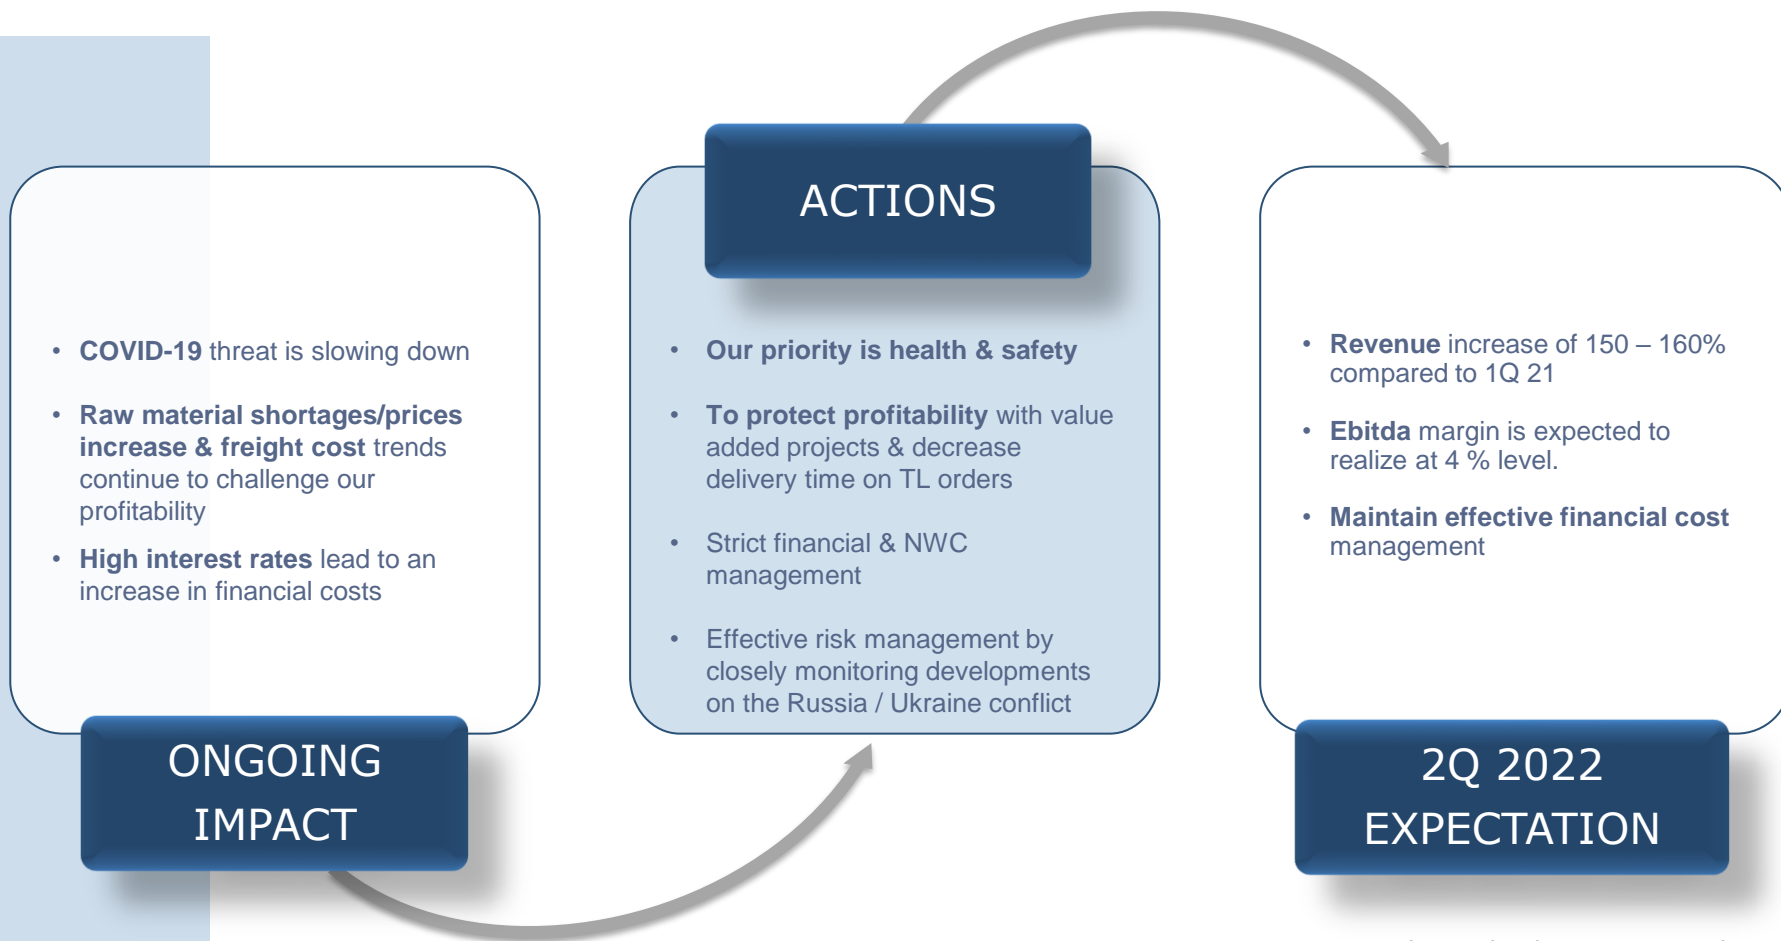 • COVID-19 threat is slowing down
• Raw material shortages/prices
increase & freight cost trends
continue to challenge our
profitability
• High interest rates lead to an
increase in financial costs
ONGOING
IMPACT
ACTIONS
• Our priority is health & safety
• To protect profitability with value
added projects & decrease
delivery time on TL orders
• Strict financial & NWC
management
• Effective risk management by
closely monitoring developments
on the Russia / Ukraine conflict
• Revenue increase of 150 – 160%
compared to 1Q 21
• Ebitda margin is expected to
realize at 4 % level.
• Maintain effective financial cost
management
2Q 2022
EXPECTATION